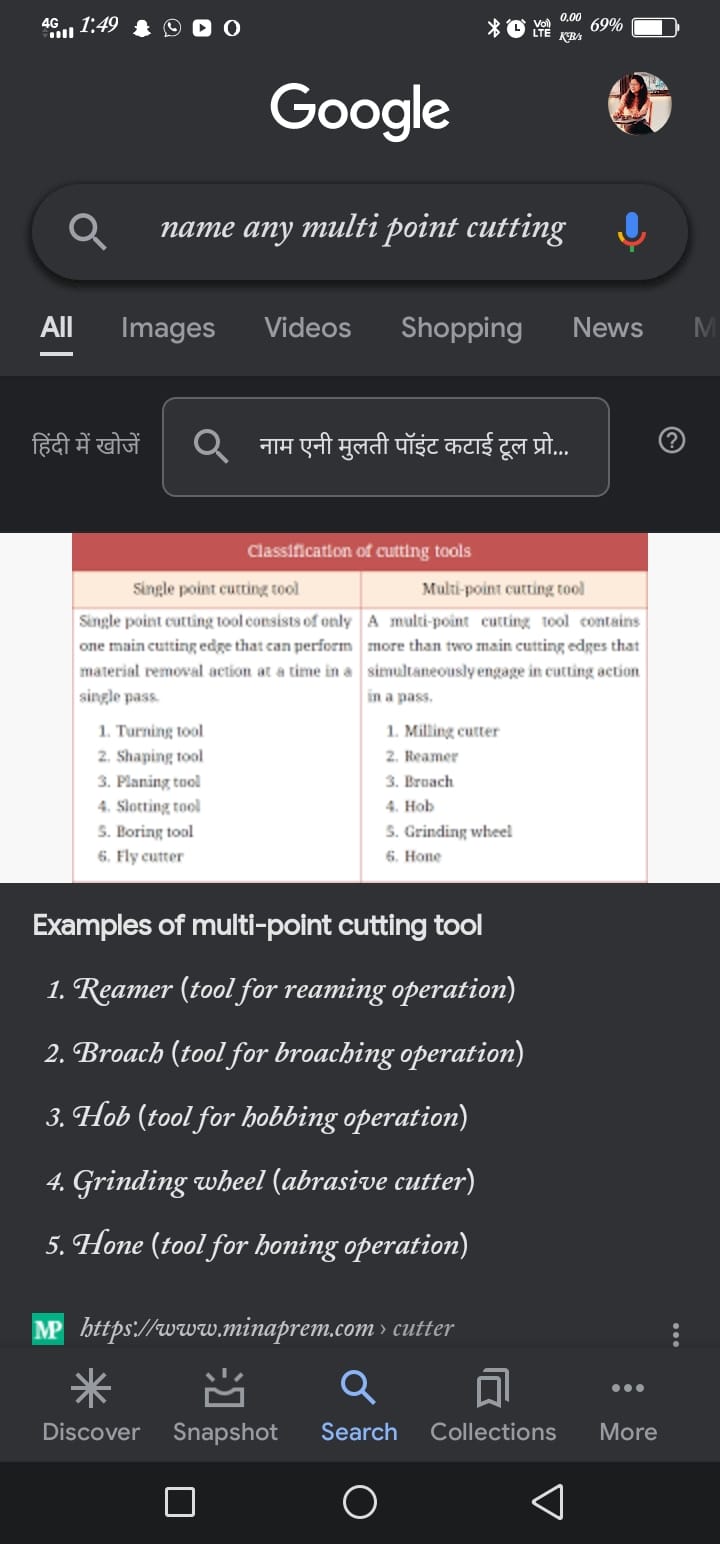 4G 1:49 0.00 KB/s Vo) LTE 69%
Google
name any multi point cutting
All Images Videos Shopping News M
हिंदी में खोजें नाम एनी मुलती पॉइंट कटाई टूल प्रो...
Classification of cutting tools
Single point cutting tool Multi-point cutting tool
Single point cutting tool consists of only A multi-point cutting tool contains
one main cutting edge that can perform more than two main cutting edges that
material removal action at a time in a simultaneously engage in cutting action
single pass. in a pass.
1. Turning tool 1. Milling cutter
2. Shaping tool 2. Reamer
3. Planing tool 3. Broach
4. Slotting tool 4. Hob
5. Boring tool 5. Grinding wheel
6. Fly cutter 6. Hone
Examples of multi-point cutting tool
1. Reamer (tool for reaming operation)
2. Broach (tool for broaching operation)
3. Hob (tool for hobbing operation)
4. Grinding wheel (abrasive cutter)
5. Hone (tool for honing operation)
MP https://www.minaprem.com › cutter
Discover Snapshot Search Collections More